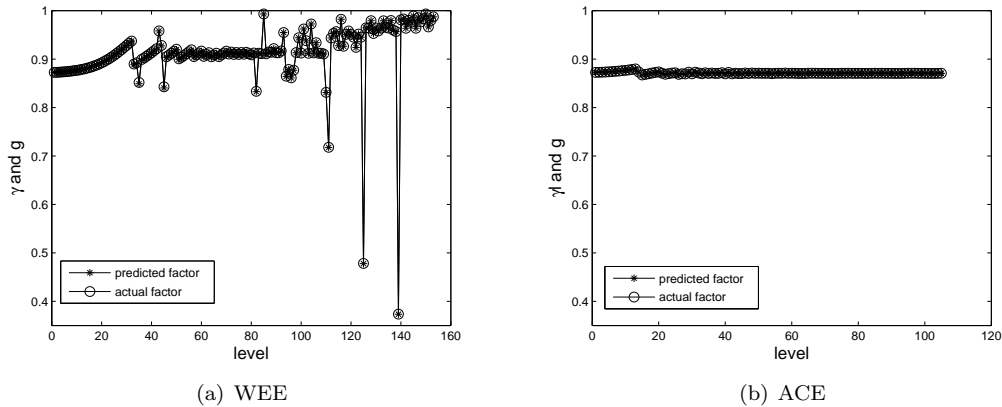 1
0.9
0.8
0.7
0.6
0.5
0.4
γ and g
predicted factor
actual factor
0 20 40 60 80 100 120 140 160
level
(a) WEE
1
0.9
0.8
0.7
0.6
0.5
0.4
γl and g
predicted factor
actual factor
0 20 40 60 80 100 120
level
(b) ACE